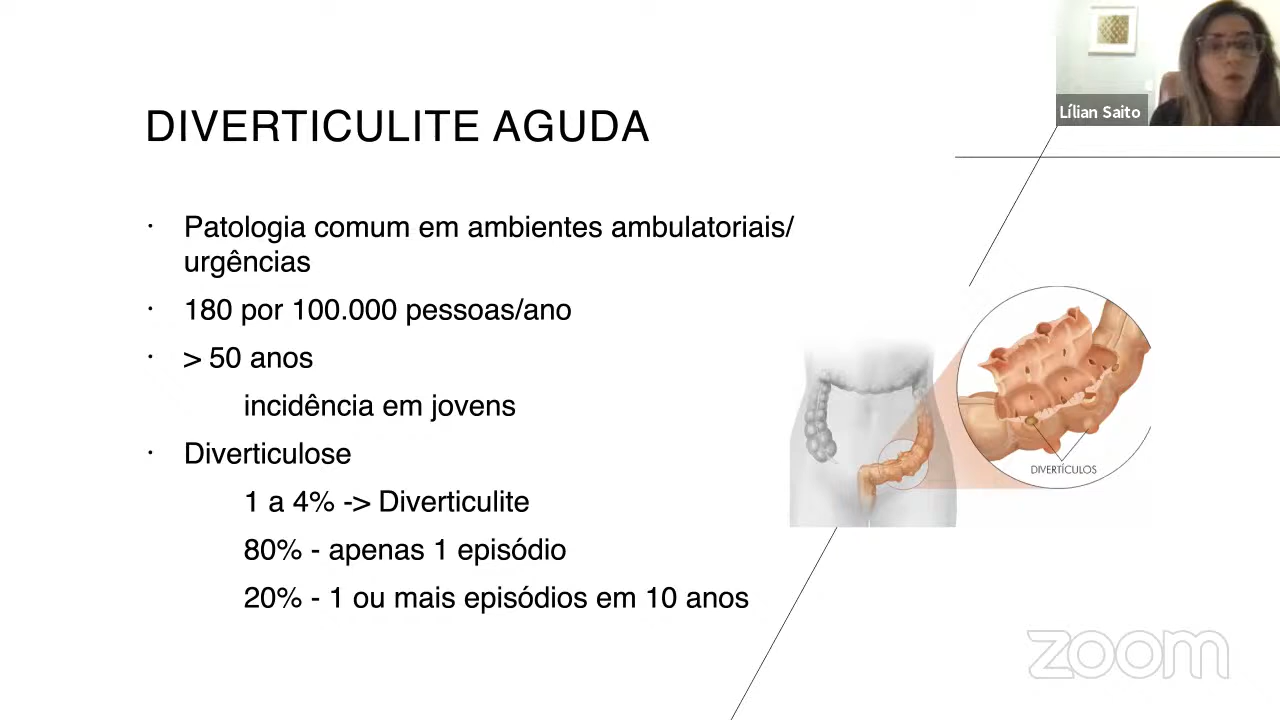 Lílian Saito
DIVERTICULITE AGUDA
· Patologia comum em ambientes ambulatoriais/
urgências
· 180 por 100.000 pessoas/ano
· > 50 anos
incidência em jovens
· Diverticulose
1 a 4% -> Diverticulite
80% - apenas 1 episódio
20% - 1 ou mais episódios em 10 anos
DIVERTÍCULOS
zoom